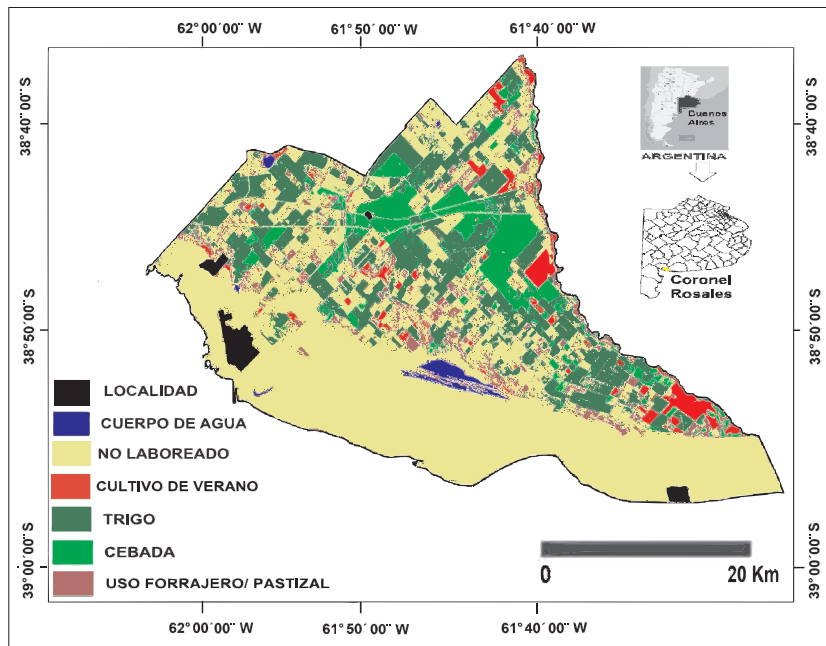 62°00´00¨ W
61°50´00¨ W
61°40´00¨ W
38°40´00¨ S
38°50´00¨ S
39°00´00¨ S
38°40´00¨ S
38°50´00¨ S
39°00´00¨ S
Buenos
Aires
ARGENTINA
Coronel
Rosales
LOCALIDAD
CUERPO DE AGUA
NO LABOREADO
CULTIVO DE VERANO
TRIGO
CEBADA
USO FORRAJERO/ PASTIZAL
0 20 Km
62°00´00¨ W
61°50´00¨ W
61°40´00¨ W